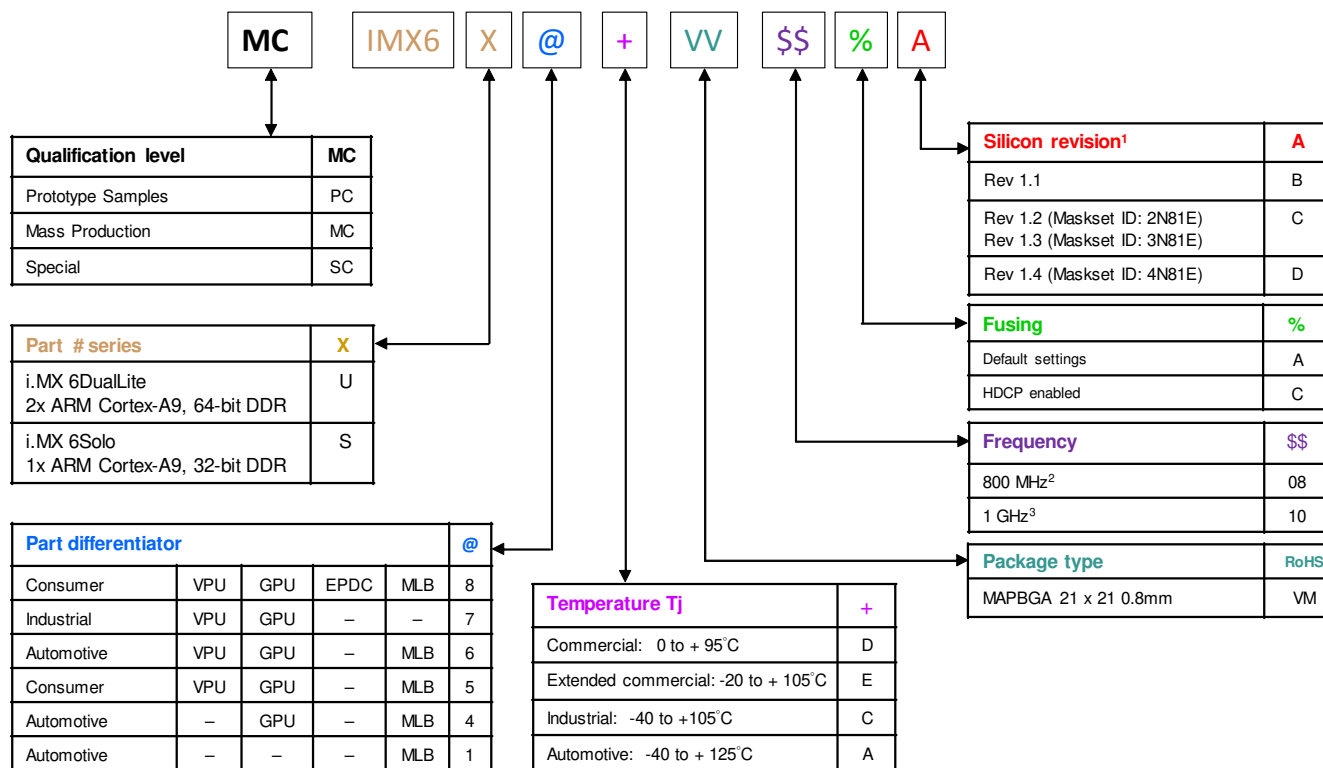 MC IMX6 X @ + VV $$ % A
Qualification level MC
Prototype Samples PC
Mass Production MC
Special SC
Part # series X
i.MX 6DualLite U
2x ARM Cortex-A9, 64-bit DDR
i.MX 6Solo S
1x ARM Cortex-A9, 32-bit DDR
Part differentiator @
Consumer VPU GPU EPDC MLB 8
Industrial VPU GPU – – 7
Automotive VPU GPU – MLB 6
Consumer VPU GPU – MLB 5
Automotive – GPU – MLB 4
Automotive – – – MLB 1
Temperature Tj +
Commercial: 0 to + 95°C D
Extended commercial: -20 to + 105°C E
Industrial: -40 to +105°C C
Automotive: -40 to + 125°C A
Silicon revision¹ A
Rev 1.1 B
Rev 1.2 (Maskset ID: 2N81E) C
Rev 1.3 (Maskset ID: 3N81E)
Rev 1.4 (Maskset ID: 4N81E) D
Fusing %
Default settings A
HDCP enabled C
Frequency $$
800 MHz² 08
1 GHz³ 10
Package type RoHS
MAPBGA 21 x 21 0.8mm VM